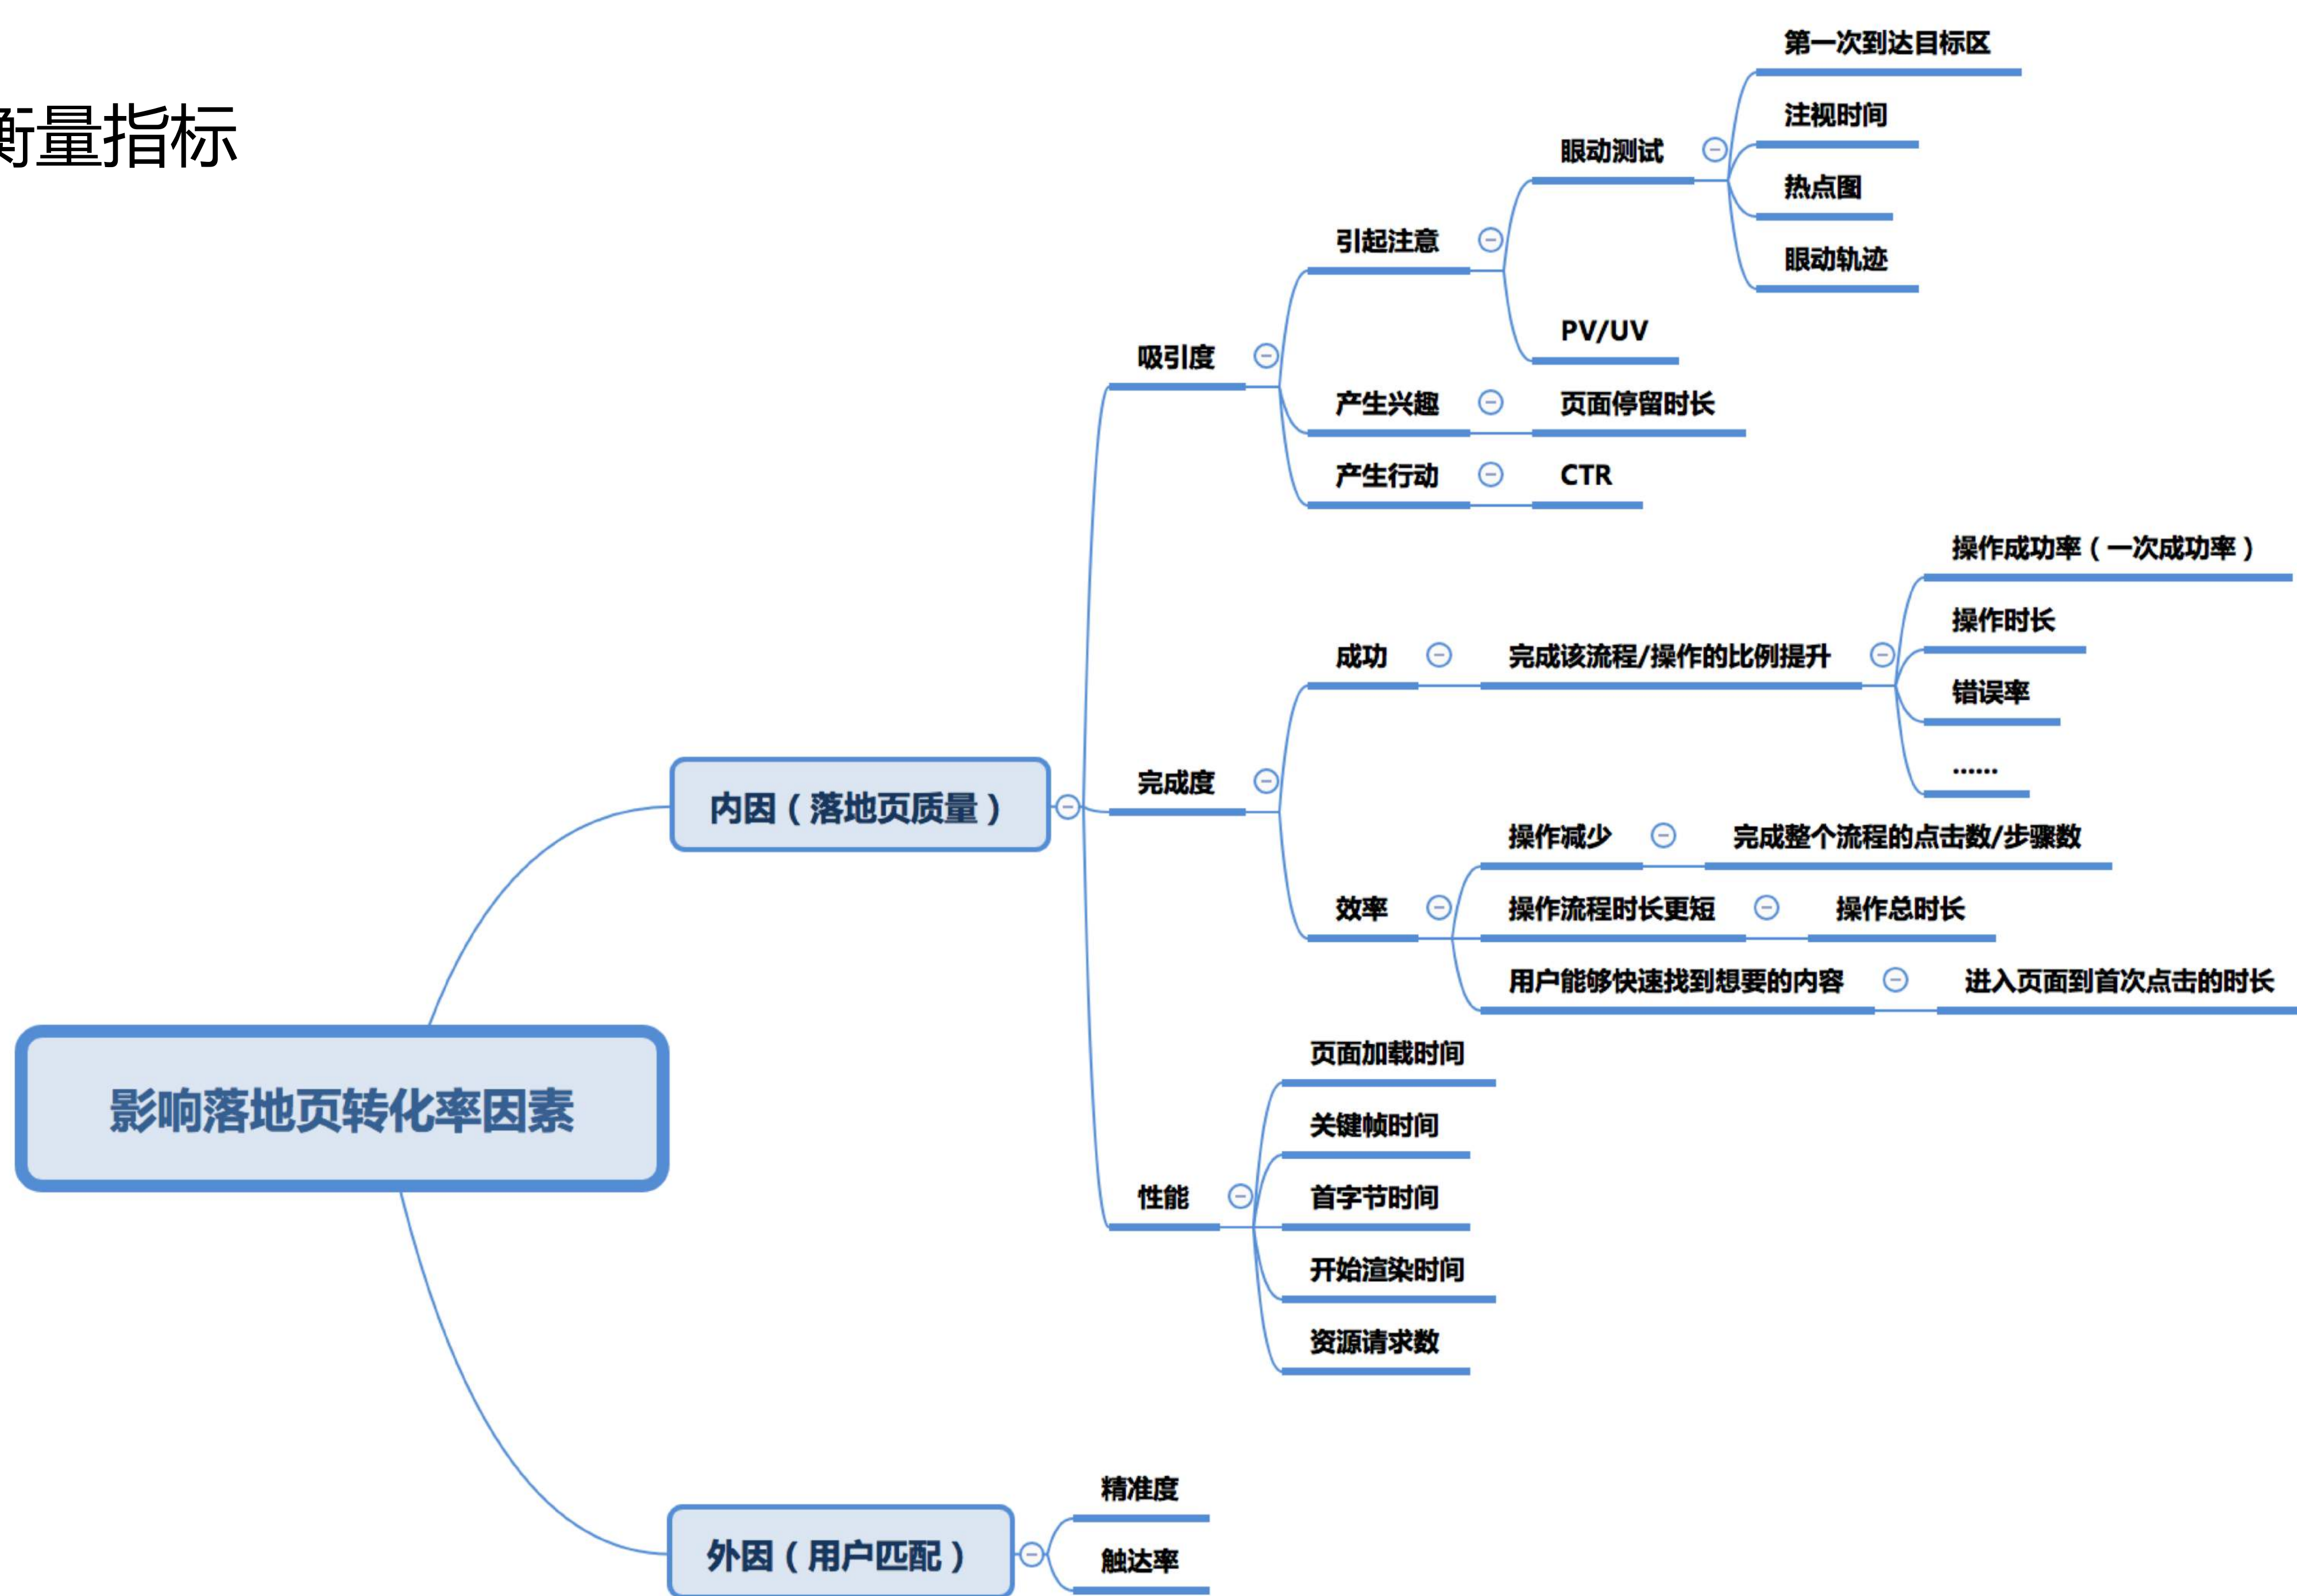 衡量指标
第一次到达目标区
注视时间
眼动测试
热点图
引起注意
眼动轨迹
PV/UV
吸引度
产生兴趣
页面停留时长
产生行动
CTR
操作成功率（一次成功率）
操作时长
成功
完成该流程/操作的比例提升
错误率
......
完成度
内因（落地页质量）
操作减少
完成整个流程的点击数/步骤数
效率
操作流程时长更短
操作总时长
用户能够快速找到想要的内容
进入页面到首次点击的时长
页面加载时间
影响落地页转化率因素
关键帧时间
性能
首字节时间
开始渲染时间
资源请求数
精准度
外因（用户匹配）
触达率